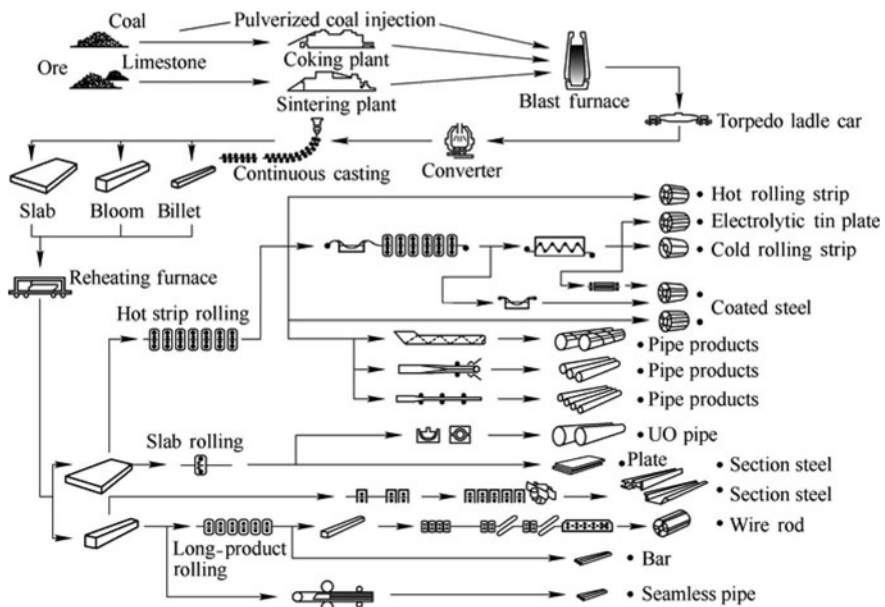 Coal
Pulverized coal injection
Ore
Limestone
Coking plant
Sintering plant
Blast furnace
Torpedo ladle car
Continuous casting
Converter
Slab
Bloom
Billet
• Hot rolling strip
• Electrolytic tin plate
• Cold rolling strip
Reheating furnace
•
Coated steel
•
Hot strip rolling
• Pipe products
• Pipe products
• Pipe products
Slab rolling
• UO pipe
• Plate
• Section steel
• Section steel
• Wire rod
Long-product
rolling
• Bar
• Seamless pipe